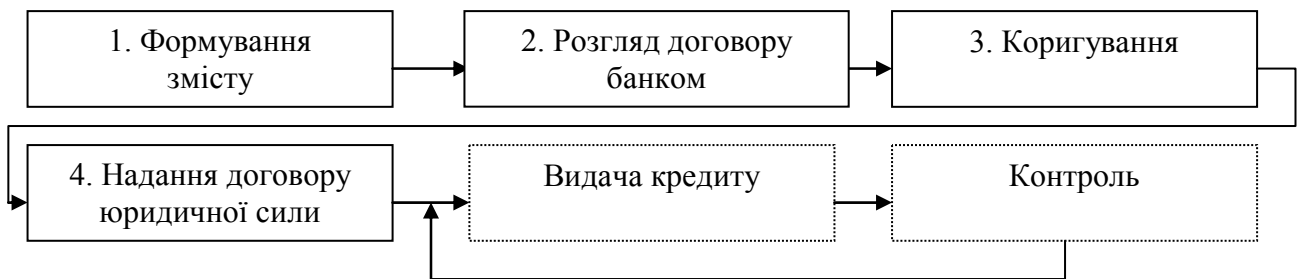 1. Формування
змісту
2. Розгляд договору
банком
3. Коригування
4. Надання договору
юридичної сили
Видача кредиту
Контроль